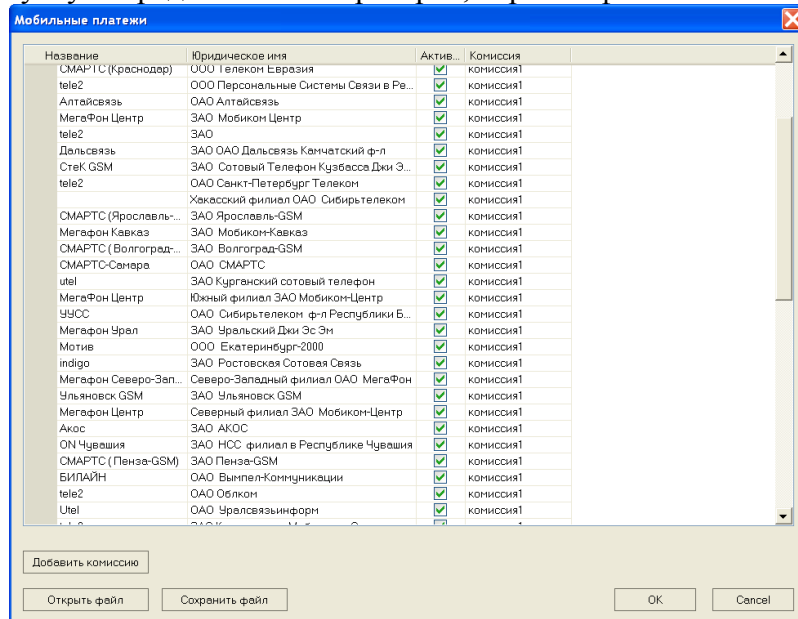 Мобильные платежи
Название Юридическое имя Актив... Комиссия
СМАРТС (Краснодар) ООО Телеком Евразия комиссия1
tele2 ООО Персональные Системы Связи в Ре... комиссия1
Алтайсвязь ОАО Алтайсвязь комиссия1
МегаФон Центр ЗАО Мобиком Центр комиссия1
tele2 ЗАО комиссия1
Дальсвязь ЗАО ОАО Дальсвязь Камчатский ф-л комиссия1
СтеК GSM ЗАО Сотовый Телефон Кузбасса Джи Э... комиссия1
tele2 ОАО Санкт-Петербург Телеком комиссия1
Хакасский филиал ОАО Сибирьтелеком комиссия1
СМАРТС (Ярославль-... ЗАО Ярославль-GSM комиссия1
Мегафон Кавказ ЗАО Мобиком-Кавказ комиссия1
СМАРТС ( Волгоград-... ЗАО Волгоград-GSM комиссия1
СМАРТС-Самара ОАО СМАРТС комиссия1
utel ЗАО Курганский сотовый телефон комиссия1
МегаФон Центр Южный филиал ЗАО Мобиком-Центр комиссия1
УУСС ОАО Сибирьтелеком ф-л Республики Б... комиссия1
Мегафон Урал ЗАО Уральский Джи Эс Эм комиссия1
Мотив ООО Екатеринбург-2000 комиссия1
indigo ЗАО Ростовская Сотовая Связь комиссия1
Мегафон Северо-Зап... Северо-Западный филиал ОАО МегаФон комиссия1
Ульяновск GSM ЗАО Ульяновск GSM комиссия1
Мегафон Центр Северный филиал ЗАО Мобиком-Центр комиссия1
Акос ЗАО АКОС комиссия1
ON Чувашия ЗАО НСС филиал в Республике Чувашия комиссия1
СМАРТС ( Пенза-GSM) ЗАО Пенза-GSM комиссия1
БИЛАЙН ОАО Вымпел-Коммуникации комиссия1
tele2 ОАО Облком комиссия1
Utel ОАО Уралсвязьинформ комиссия1
Добавить комиссию
Открыть файл Сохранить файл OK Cancel